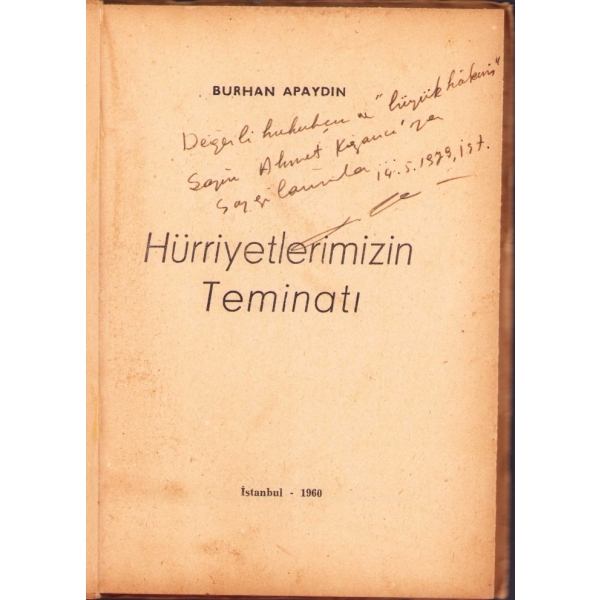 BURHAN APAYDIN
Değerli hukukçu ve "büyük hâkim"
Sayın Ahmet 'ya
Saygılarımla ... 14.5.1979, İst.
Hürriyetlerimizin
Teminatı
İstanbul - 1960